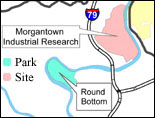 79
Morgantown
Industrial Research
Park
Site
Round
Bottom